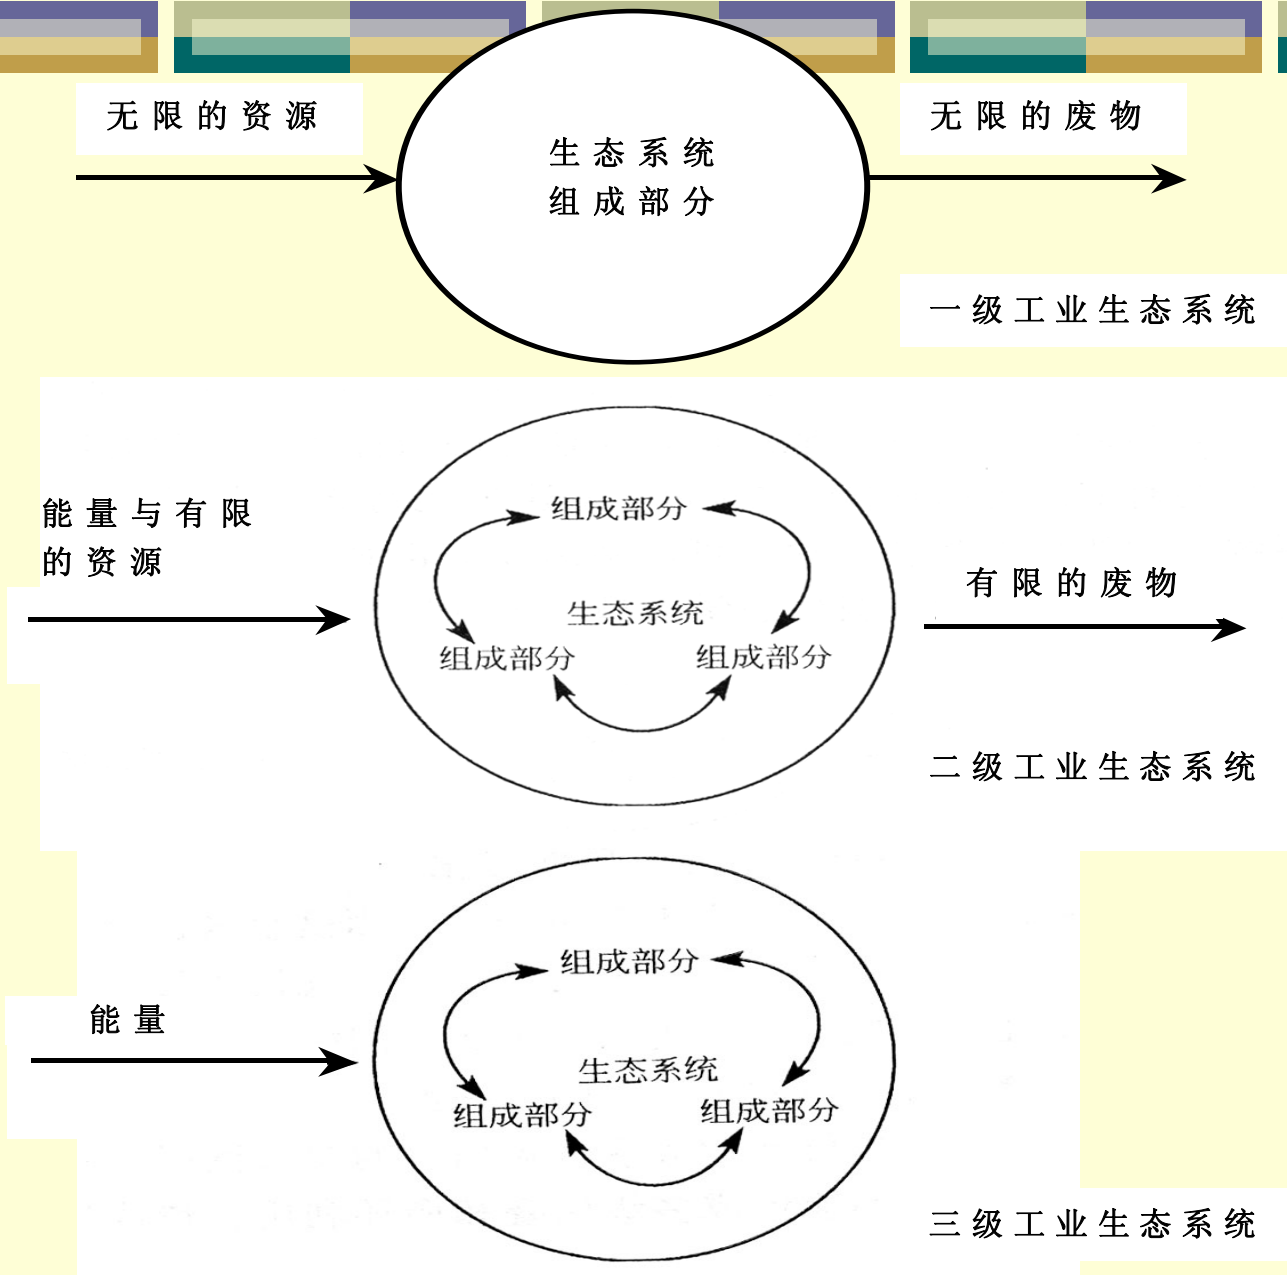 无限的资源
生态系统
组成部分
无限的废物
一级工业生态系统
能量与有限
的资源
组成部分
生态系统
组成部分
组成部分
有限的废物
二级工业生态系统
能量
组成部分
生态系统
组成部分
组成部分
三级工业生态系统